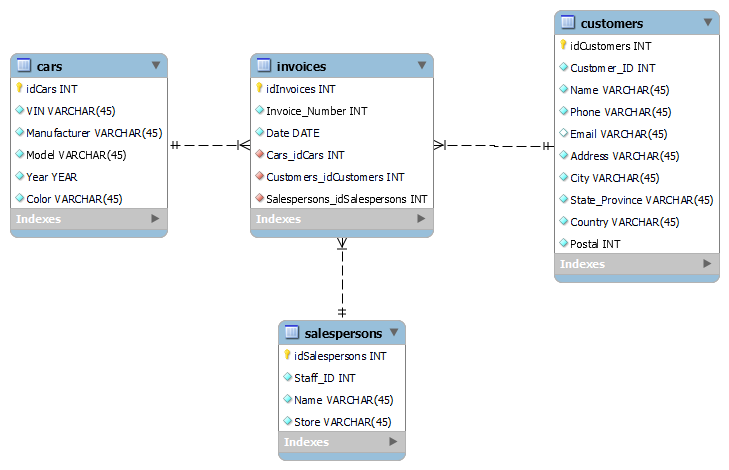 cars
idCars INT
VIN VARCHAR(45)
Manufacturer VARCHAR(45)
Model VARCHAR(45)
Year YEAR
Color VARCHAR(45)
Indexes
invoices
idInvoices INT
Invoice_Number INT
Date DATE
Cars_idCars INT
Customers_idCustomers INT
Salespersons_idSalespersons INT
Indexes
customers
idCustomers INT
Customer_ID INT
Name VARCHAR(45)
Phone VARCHAR(45)
Email VARCHAR(45)
Address VARCHAR(45)
City VARCHAR(45)
State_Province VARCHAR(45)
Country VARCHAR(45)
Postal INT
Indexes
salespersons
idSalespersons INT
Staff_ID INT
Name VARCHAR(45)
Store VARCHAR(45)
Indexes